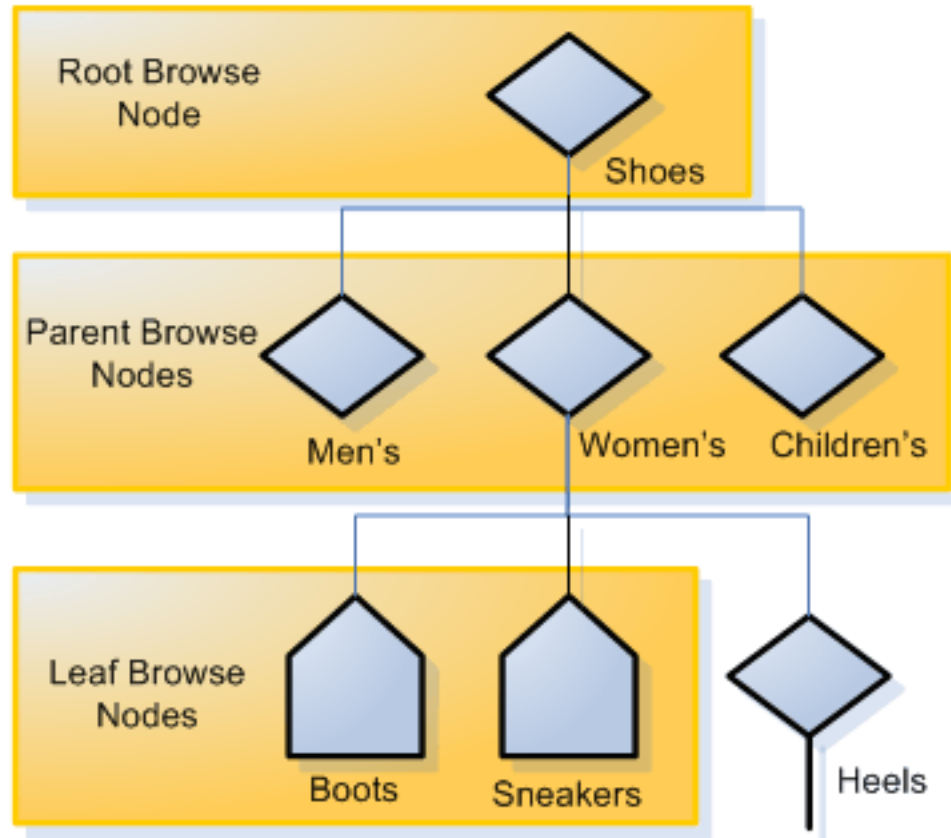 Root Browse
Node
Shoes
Parent Browse
Nodes
Men's
Women's
Children's
Leaf Browse
Nodes
Boots
Sneakers
Heels